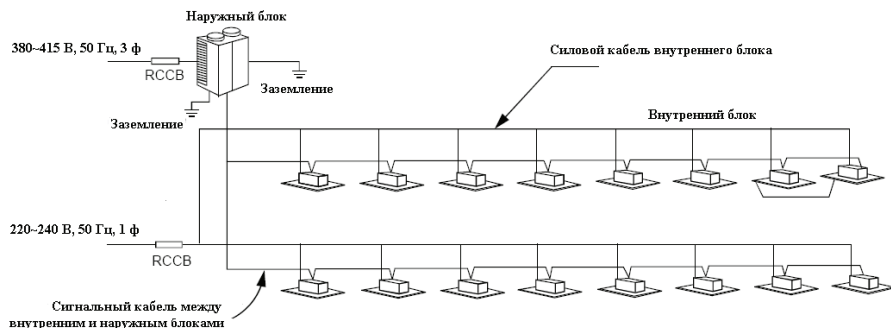 Наружный блок
380~415 В, 50 Гц, 3 ф
RCCB
Заземление
Заземление
Силовой кабель внутреннего блока
Внутренний блок
220~240 В, 50 Гц, 1 ф
RCCB
Сигнальный кабель между
внутренним и наружным блоками